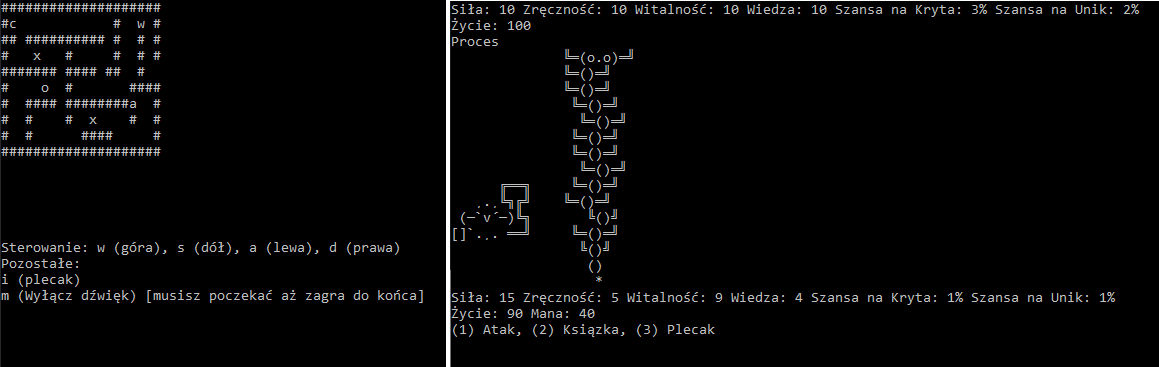 ####################
#c            #  w #
## ########## #  # #
#   x   #     #  # #
####### #### ##  #
#    o  #       ####
#  #### ########a  #
#  #    #  x    #  #
#  #      ####     #
####################
Sterowanie: w (góra), s (dół), a (lewa), d (prawa)
Pozostałe:
i (plecak)
m (Wyłącz dźwięk) [musisz poczekać aż zagra do końca]
Siła: 10 Zręczność: 10 Witalność: 10 Wiedza: 10 Szansa na Kryta: 3% Szansa na Unik: 2%
Życie: 100
Proces
Siła: 15 Zręczność: 5 Witalność: 9 Wiedza: 4 Szansa na Kryta: 1% Szansa na Unik: 1%
Życie: 90 Mana: 40
(1) Atak, (2) Ksiązka, (3) Plecak